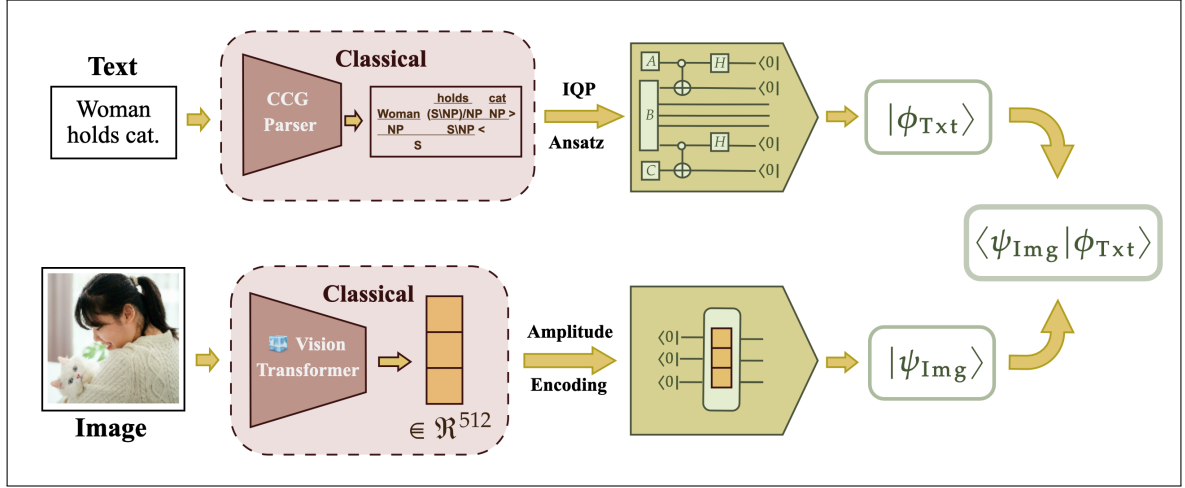 Text
Woman
holds cat.
Classical
CCG
Parser
holds cat
Woman (S\NP)/NP NP >
NP S\NP <
S
IQP
Ansatz
A H ⟨0|
⟨0|
B
H ⟨0|
C ⟨0|
|ϕTxt⟩
⟨ψImg|ϕTxt⟩
Image
Classical
Vision
Transformer
∈ ℜ^512
Amplitude
Encoding
⟨0|
⟨0|
⟨0|
|ψImg⟩